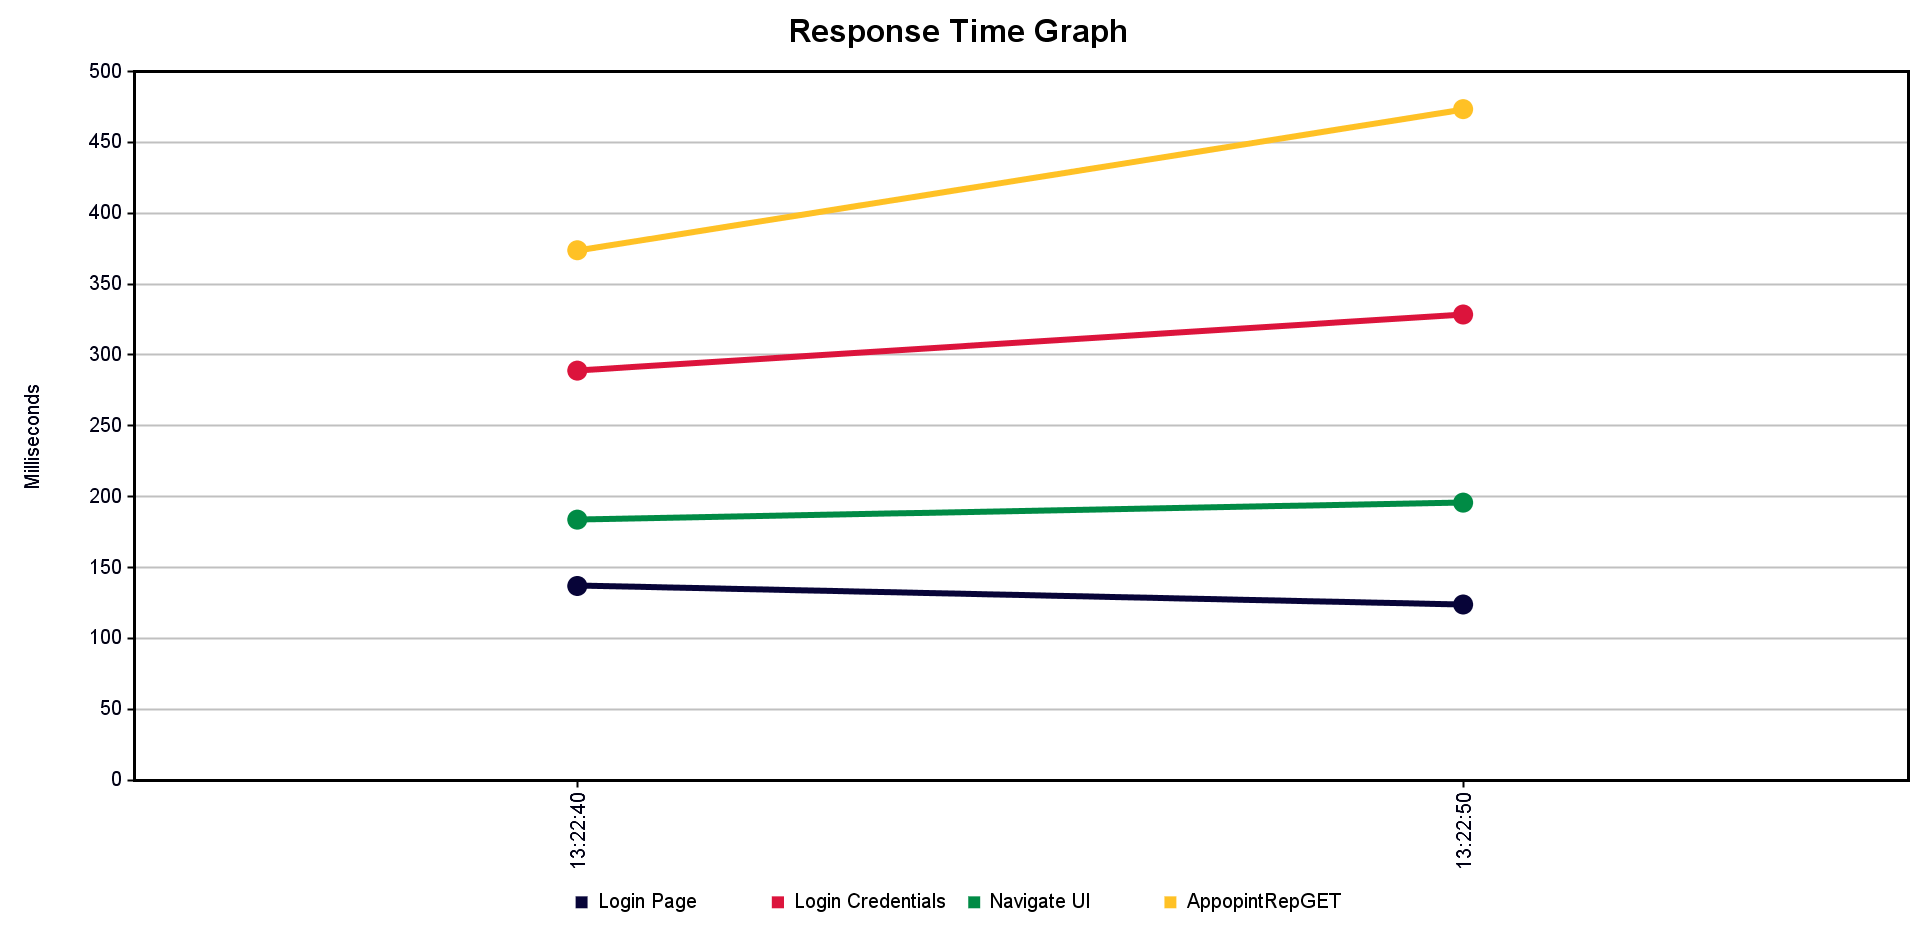 Response Time Graph
500
450
400
350
300
250
200
150
100
50
0
Milliseconds
13:22:40
13:22:50
Login Page
Login Credentials
Navigate UI
AppopintRepGET